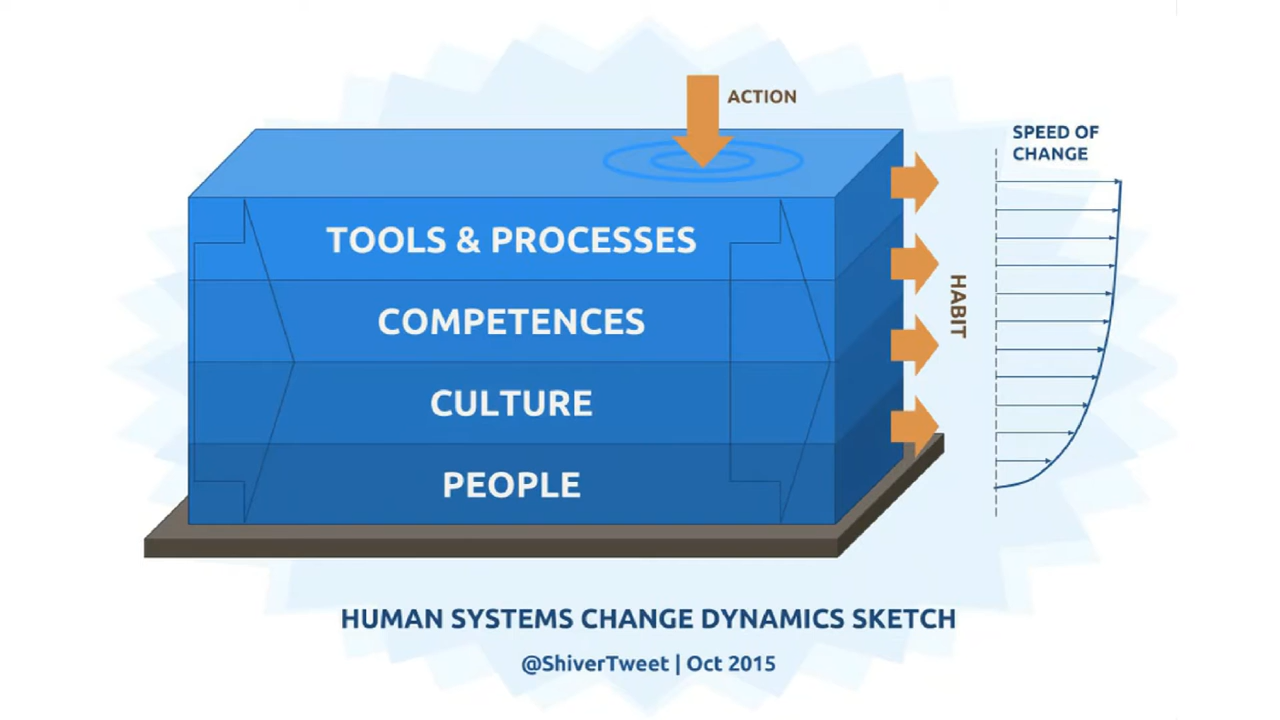 ACTION
SPEED OF
CHANGE
TOOLS & PROCESSES
COMPETENCES
HABIT
CULTURE
PEOPLE
HUMAN SYSTEMS CHANGE DYNAMICS SKETCH
@ShiverTweet | Oct 2015